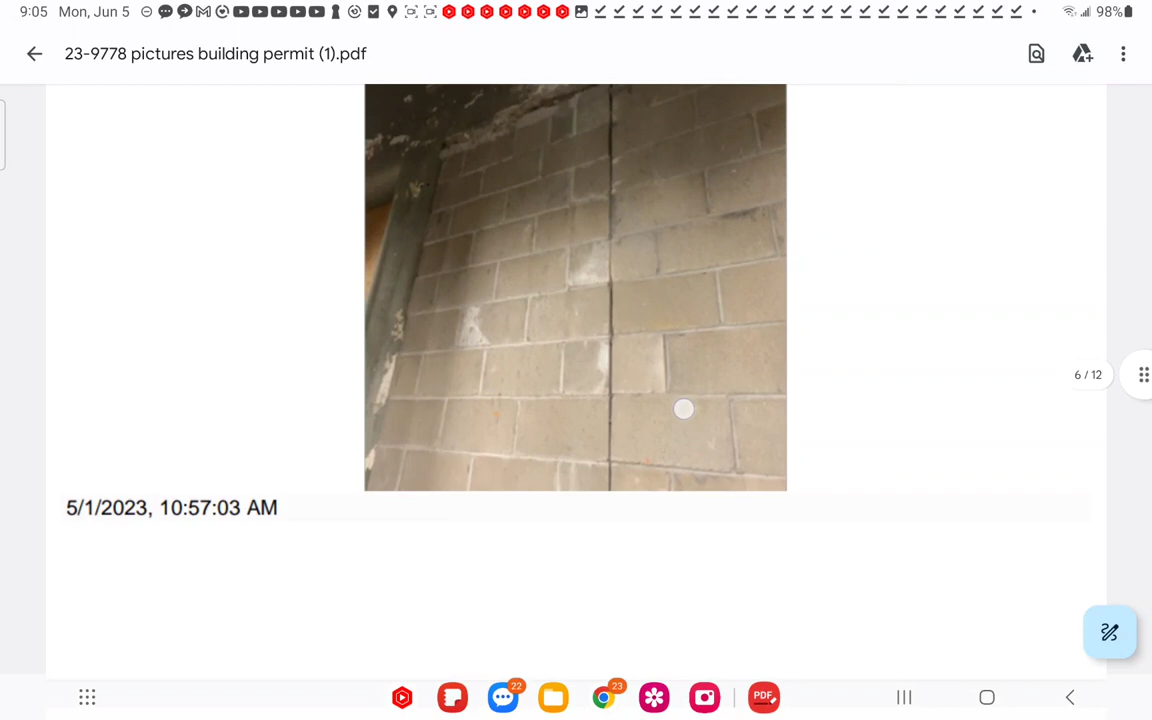 9:05 Mon, Jun 5
98%
23-9778 pictures building permit (1).pdf
6 / 12
5/1/2023, 10:57:03 AM
22
23
PDF